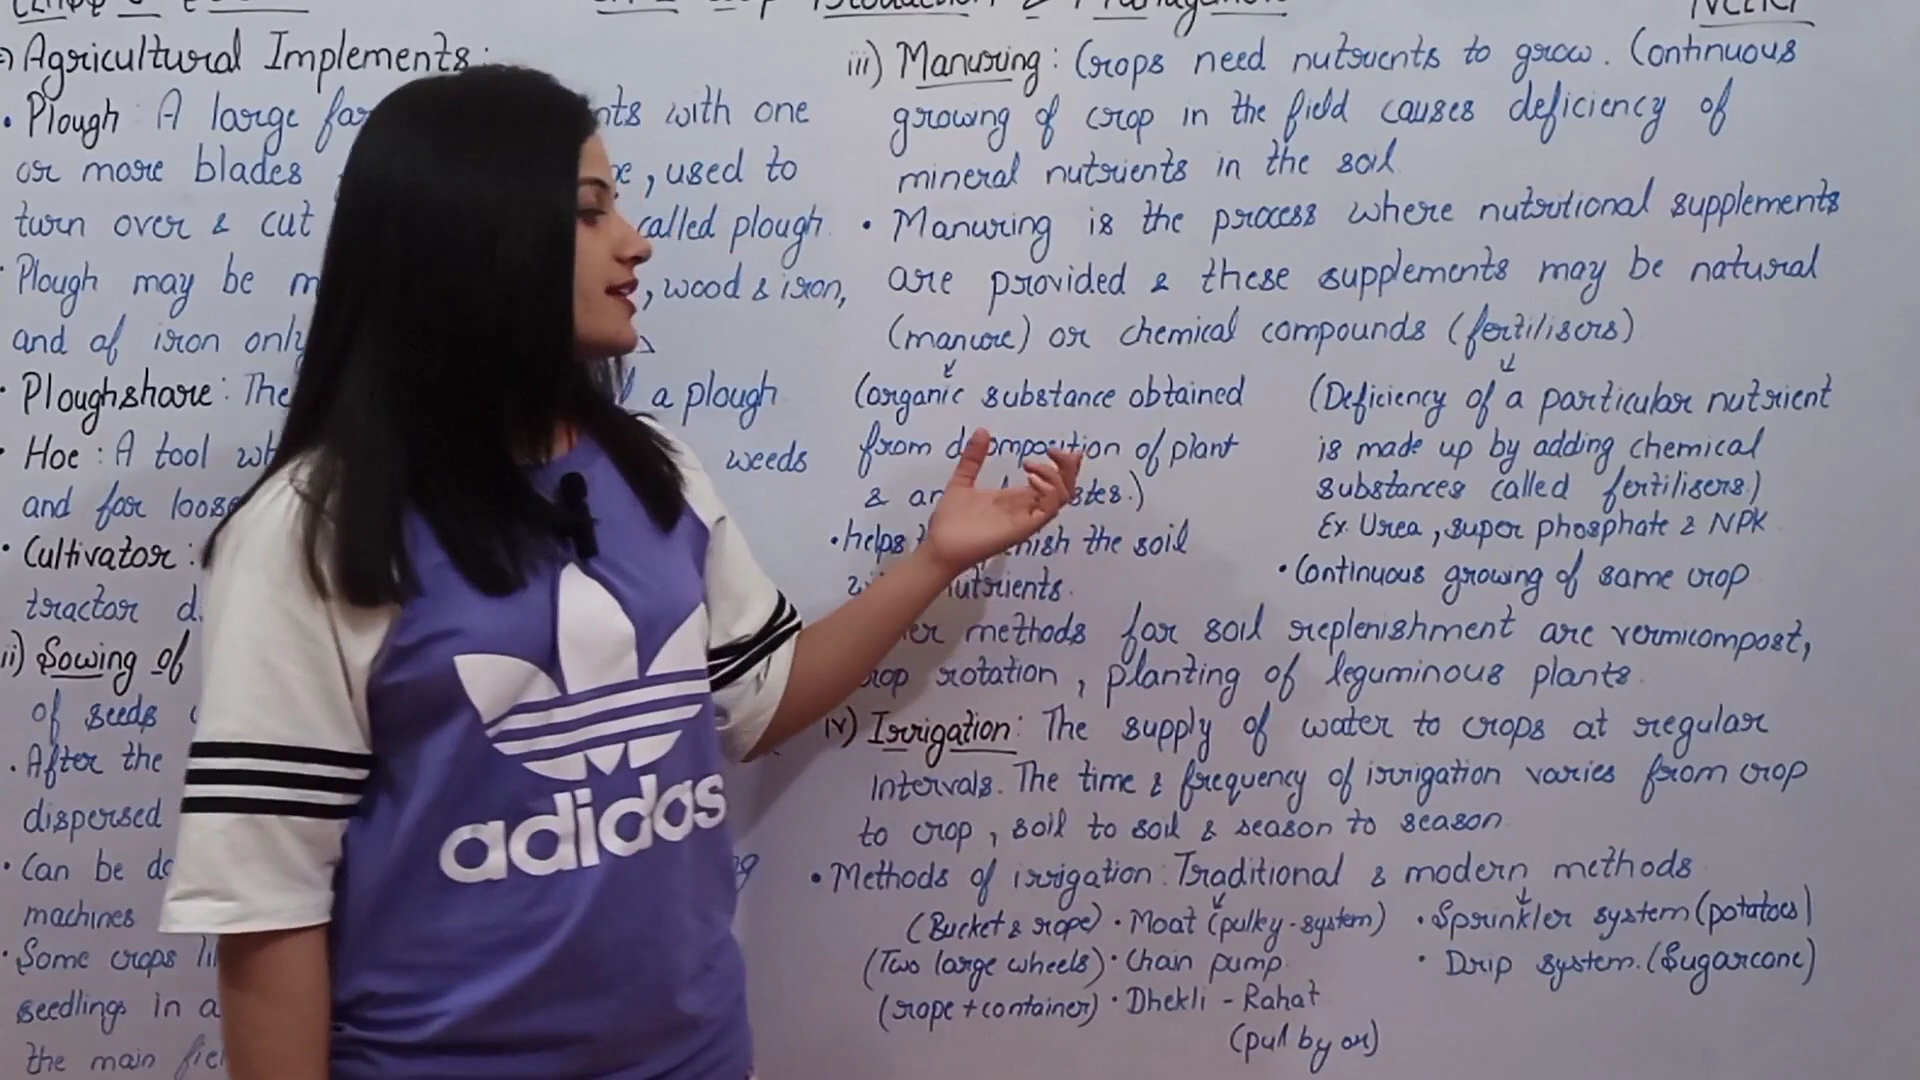 Agricultural Implements:
• Plough: A large with one
or more blades , used to
turn over & cut called plough.
• Plough may be , wood & iron,
and of iron only
• Ploughshare: The a plough
• Hoe: A tool weeds
and for
• Cultivator:
tractor
ii) Sowing of
of seeds
• After the
dispersed
• Can be
machines
• Some crops
seedlings in a
the main
iii) Manuring: Crops need nutrients to grow. Continuous
growing of crop in the field causes deficiency of
mineral nutrients in the soil
• Manuring is the process where nutritional supplements
are provided & these supplements may be natural
(manure) or chemical compounds (fertilisers)
(organic substance obtained
from of plant
&
• helps the soil
nutrients.
(Deficiency of a particular nutrient
is made up by adding chemical
substances called fertilisers.)
Ex. Urea, super phosphate & NPK
• Continuous growing of same crop
methods for soil replenishment are vermicompost,
rotation, planting of leguminous plants.
iv) Irrigation: The supply of water to crops at regular
Intervals. The time & frequency of irrigation varies from crop
to crop, soil to soil & season to season
• Methods of irrigation: Traditional & modern methods
(Bucket & rope) • Moat (pulky-system) • Sprinkler system (potatoes)
(Two large wheels) • Chain pump • Drip system. (Sugarcane)
(rope + container) • Dhekli - Rahat
(pull by ox)
adidas